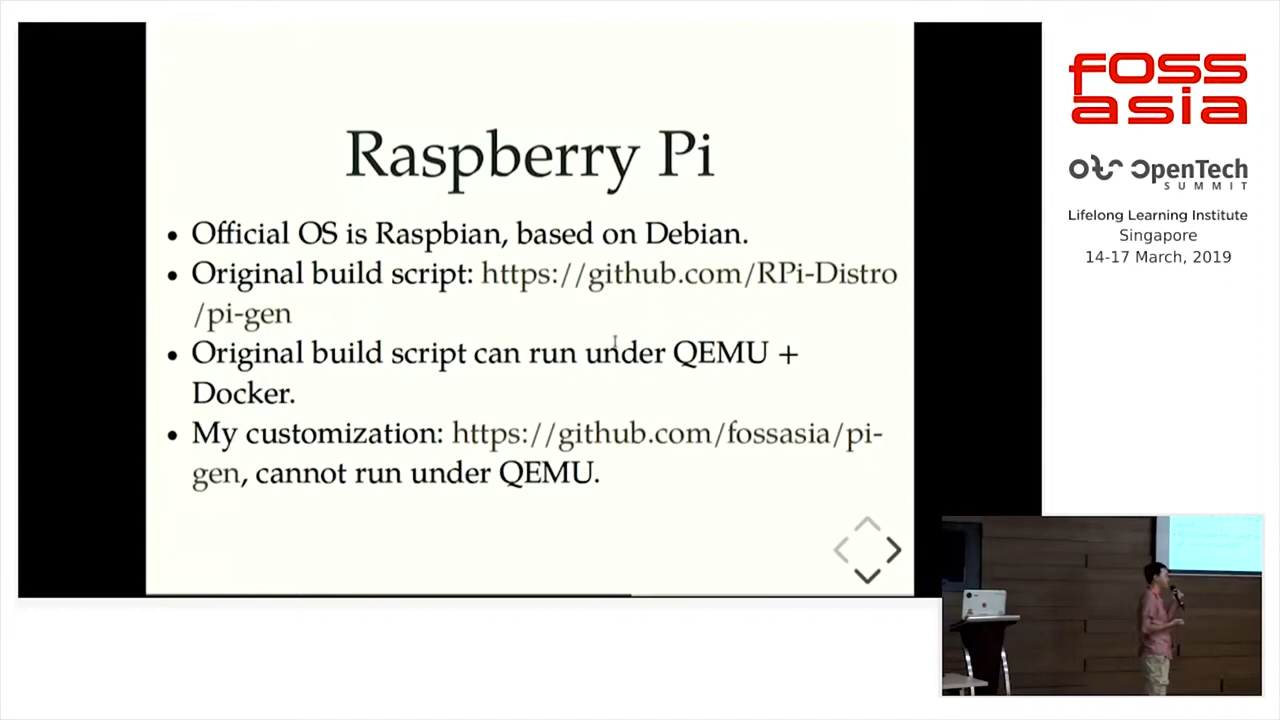 Raspberry Pi
• Official OS is Raspbian, based on Debian.
• Original build script: https://github.com/RPi-Distro
/pi-gen
• Original build script can run under QEMU +
Docker.
• My customization: https://github.com/fossasia/pi-
gen, cannot run under QEMU.
foss
asia
OpenTech
SUMMIT
Lifelong Learning Institute
Singapore
14-17 March, 2019